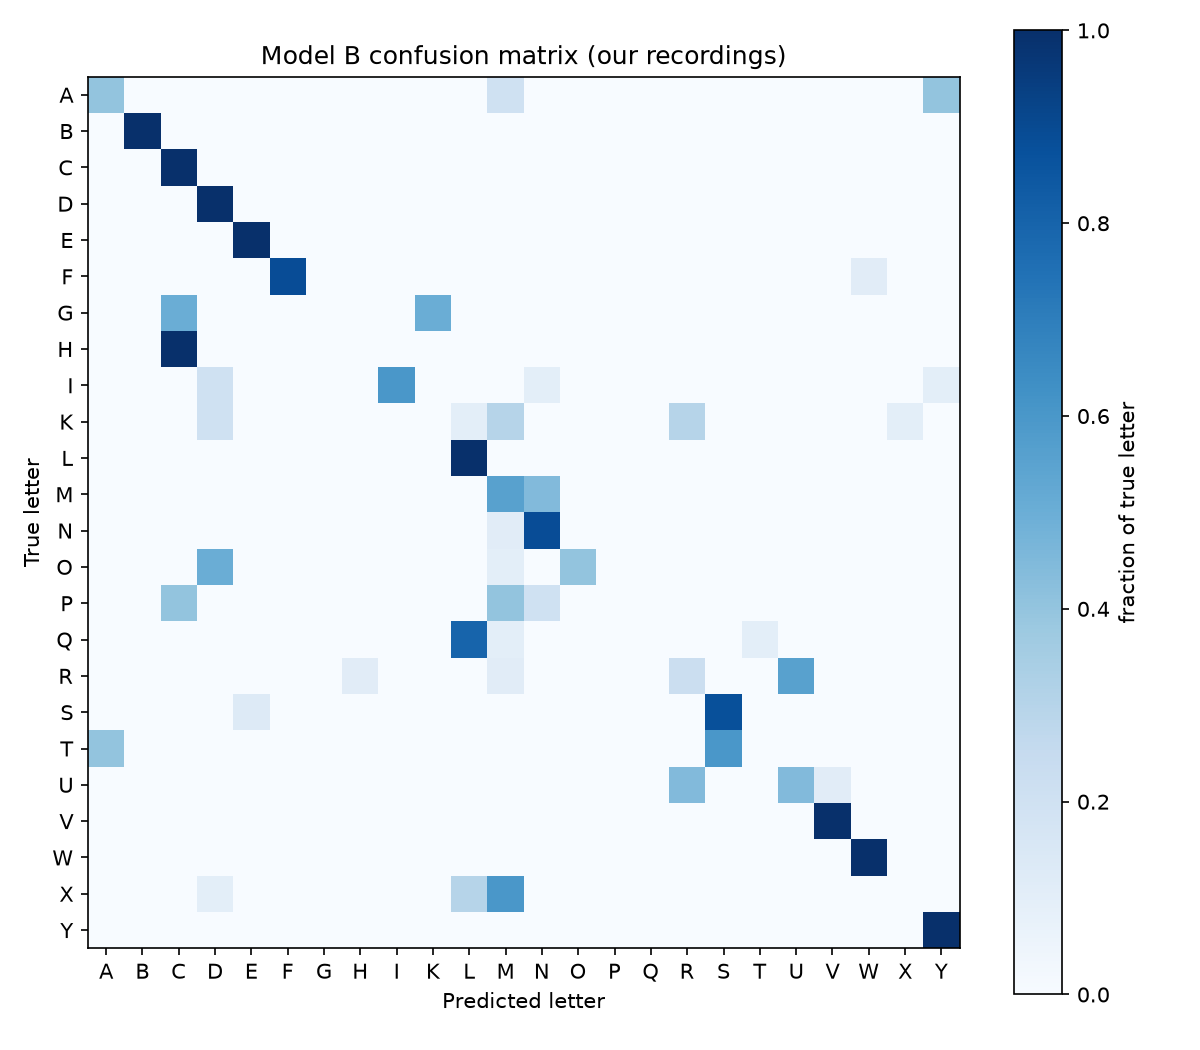 Model B confusion matrix (our recordings)
A
B
C
D
E
F
G
H
I
K
L
M
N
O
P
Q
R
S
T
U
V
W
X
Y
True letter
A B C D E F G H I K L M N O P Q R S T U V W X Y
Predicted letter
1.0
0.8
0.6
0.4
0.2
0.0
fraction of true letter